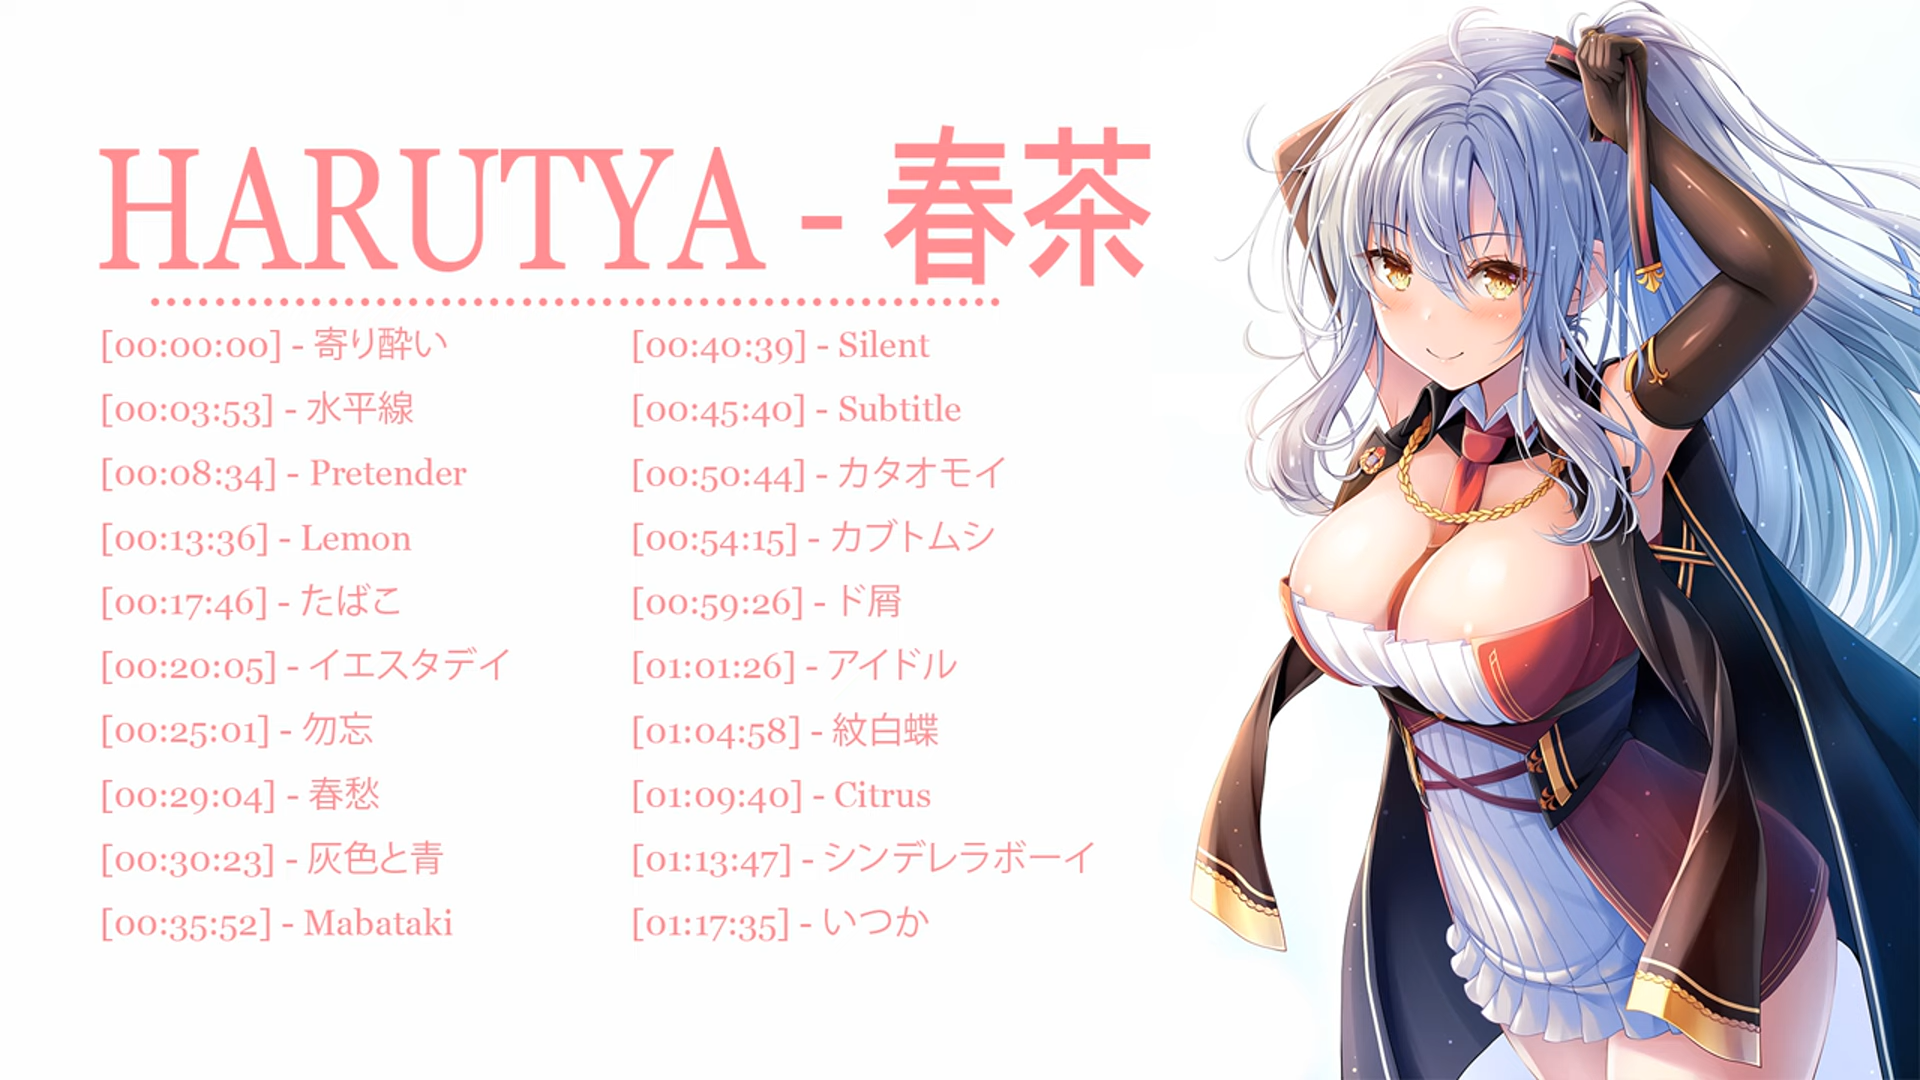 HARUTYA - 春茶
[00:00:00] - 寄り酔い
[00:03:53] - 水平線
[00:08:34] - Pretender
[00:13:36] - Lemon
[00:17:46] - たばこ
[00:20:05] - イエスタデイ
[00:25:01] - 勿忘
[00:29:04] - 春愁
[00:30:23] - 灰色と青
[00:35:52] - Mabataki
[00:40:39] - Silent
[00:45:40] - Subtitle
[00:50:44] - カタオモイ
[00:54:15] - カブトムシ
[00:59:26] - ド屑
[01:01:26] - アイドル
[01:04:58] - 紋白蝶
[01:09:40] - Citrus
[01:13:47] - シンデレラボーイ
[01:17:35] - いつか